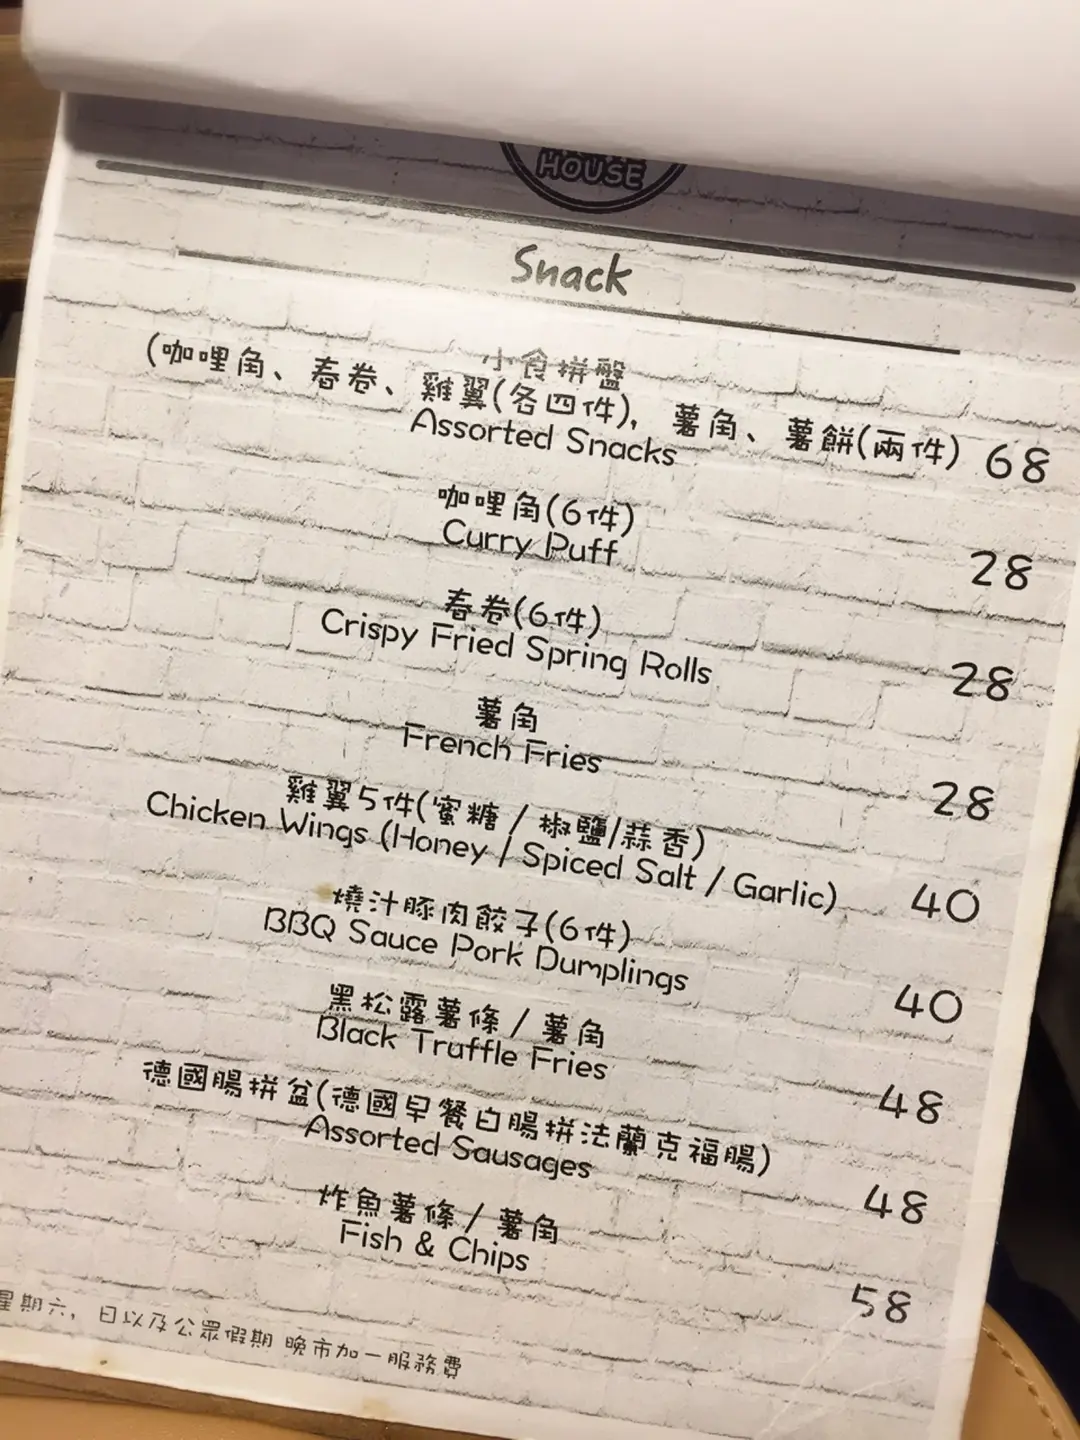 HOUSE
Snack
小食拼盤
(咖哩角、春卷、雞翼(各四件), 薯角、薯餅(兩件) 68
Assorted Snacks
咖哩角(6件)
Curry Puff
28
春卷(6件)
Crispy Fried Spring Rolls
28
薯角
French Fries
28
雞翼5件(蜜糖 / 椒鹽/蒜香)
Chicken Wings (Honey / Spiced Salt / Garlic)
40
燒汁豚肉餃子(6件)
BBQ Sauce Pork Dumplings
40
黑松露薯條 / 薯角
Black Truffle Fries
48
德國腸拼盆(德國早餐白腸拼法蘭克福腸)
Assorted Sausages
48
炸魚薯條 / 薯角
Fish & Chips
58
星期六, 日以及公眾假期 晚市加一服務費